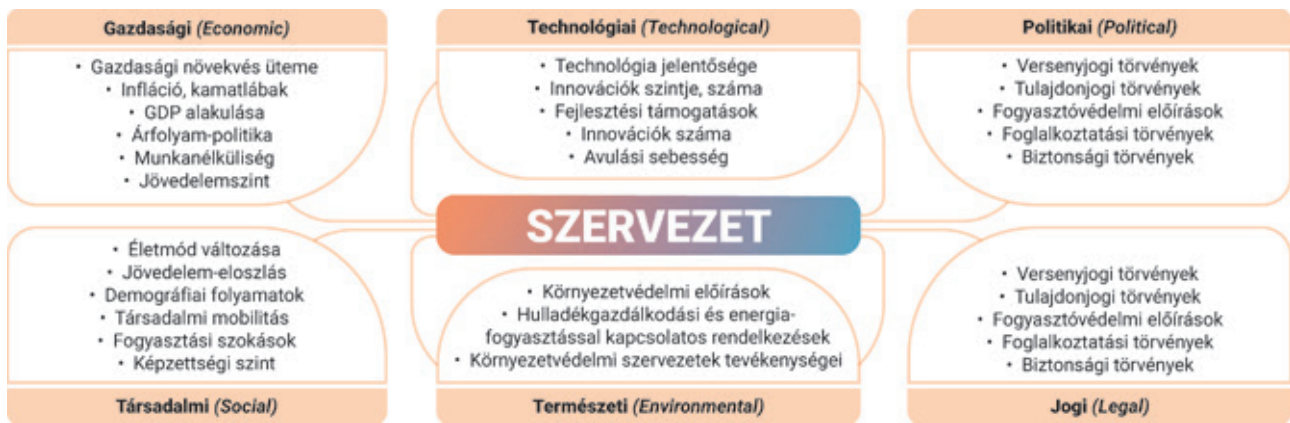 Gazdasági (Economic)
• Gazdasági növekvés üteme
• Infláció, kamatlábak
• GDP alakulása
• Árfolyam-politika
• Munkanélküliség
• Jövedelemszint
Technológiai (Technological)
• Technológia jelentősége
• Innovációk szintje, száma
• Fejlesztési támogatások
• Innovációk száma
• Avulási sebesség
Politikai (Political)
• Versenyjogi törvények
• Tulajdonjogi törvények
• Fogyasztóvédelmi előírások
• Foglalkoztatási törvények
• Biztonsági törvények
SZERVEZET
• Életmód változása
• Jövedelem-eloszlás
• Demográfiai folyamatok
• Társadalmi mobilitás
• Fogyasztási szokások
• Képzettségi szint
Társadalmi (Social)
• Környezetvédelmi előírások
• Hulladékgazdálkodási és energia-
fogyasztással kapcsolatos rendelkezések
• Környezetvédelmi szervezetek tevékenységei
Természeti (Environmental)
• Versenyjogi törvények
• Tulajdonjogi törvények
• Fogyasztóvédelmi előírások
• Foglalkoztatási törvények
• Biztonsági törvények
Jogi (Legal)